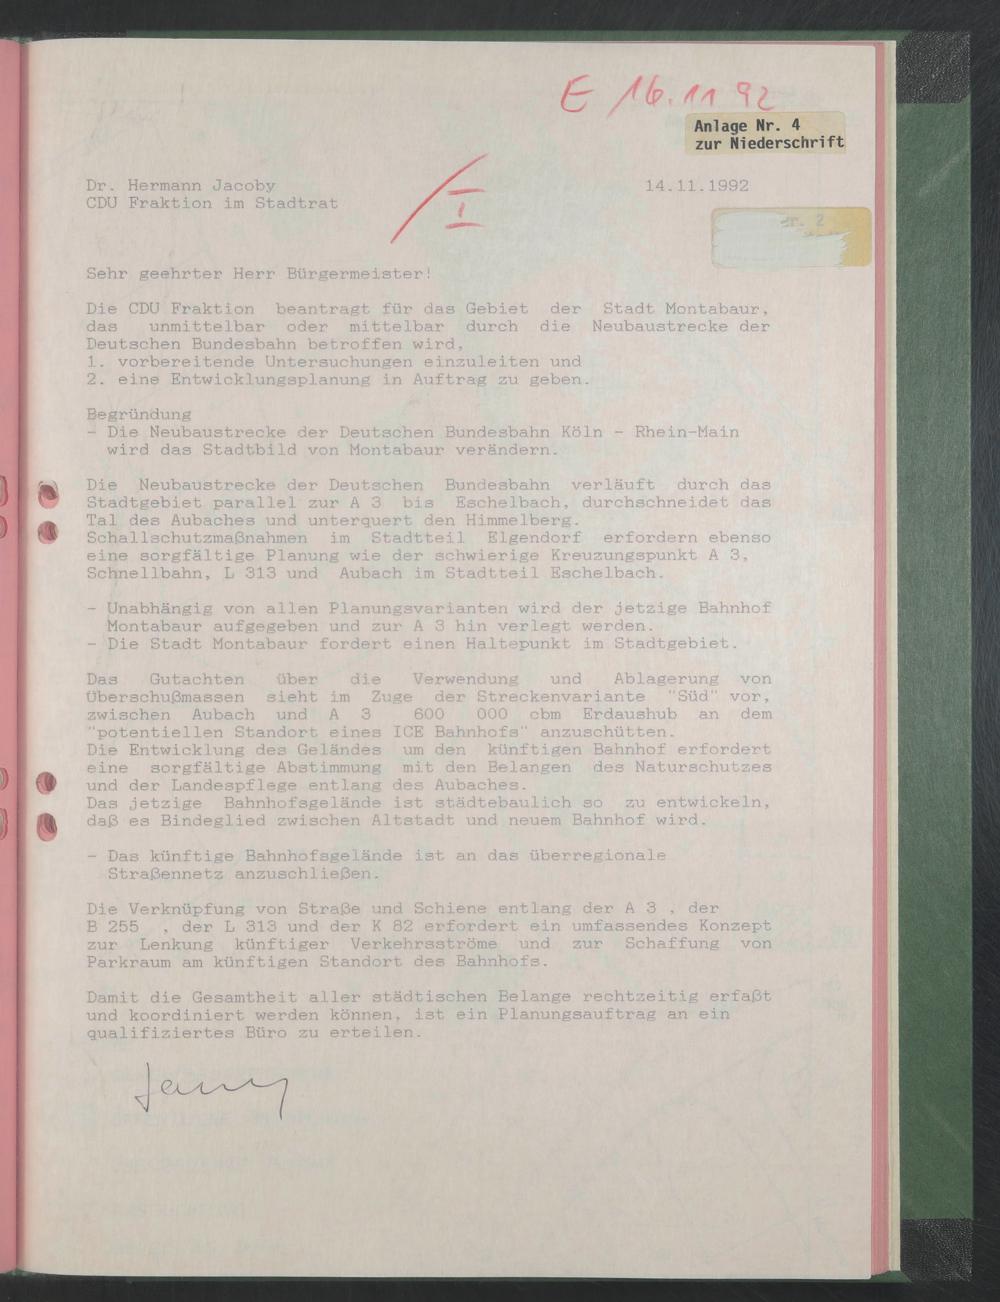 E 16.11 92
Anlage Nr. 4
zur Niederschrift
Dr. Hermann Jacoby
14.11.1992
CDU Fraktion im Stadtrat
I
2
Sehr geehrter Herr Bürgermeister!
Die CDU Fraktion beantragt für das Gebiet der Stadt Montabaur,
das unmittelbar oder mittelbar durch die Neubaustrecke der
Deutschen Bundesbahn betroffen wird,
1. vorbereitende Untersuchungen einzuleiten und
2. eine Entwicklungsplanung in Auftrag zu geben.
Begründung
- Die Neubaustrecke der Deutschen Bundesbahn Köln - Rhein-Main
wird das Stadtbild von Montabaur verändern.
Die Neubaustrecke der Deutschen Bundesbahn verläuft durch das
Stadtgebiet parallel zur A 3 bis Eschelbach, durchschneidet das
Tal des Aubaches und unterquert den Himmelberg.
Schallschutzmaßnahmen im Stadtteil Elgendorf erfordern ebenso
eine sorgfältige Planung wie der schwierige Kreuzungspunkt A 3,
Schnellbahn, L 313 und Aubach im Stadtteil Eschelbach.
- Unabhängig von allen Planungsvarianten wird der jetzige Bahnhof
Montabaur aufgegeben und zur A 3 hin verlegt werden.
- Die Stadt Montabaur fordert einen Haltepunkt im Stadtgebiet.
Das Gutachten über die Verwendung und Ablagerung von
Überschußmassen sieht im Zuge der Streckenvariante "Süd" vor,
zwischen Aubach und A 3 600 000 cbm Erdaushub an dem
"potentiellen Standort eines ICE Bahnhofs" anzuschütten.
Die Entwicklung des Geländes um den künftigen Bahnhof erfordert
eine sorgfältige Abstimmung mit den Belangen des Naturschutzes
und der Landespflege entlang des Aubaches.
Das jetzige Bahnhofsgelände ist städtebaulich so zu entwickeln,
daß es Bindeglied zwischen Altstadt und neuem Bahnhof wird.
- Das künftige Bahnhofsgelände ist an das überregionale
Straßennetz anzuschließen.
Die Verknüpfung von Straße und Schiene entlang der A 3 , der
B 255 , der L 313 und der K 82 erfordert ein umfassendes Konzept
zur Lenkung künftiger Verkehrsströme und zur Schaffung von
Parkraum am künftigen Standort des Bahnhofs.
Damit die Gesamtheit aller städtischen Belange rechtzeitig erfaßt
und koordiniert werden können, ist ein Planungsauftrag an ein
qualifiziertes Büro zu erteilen.